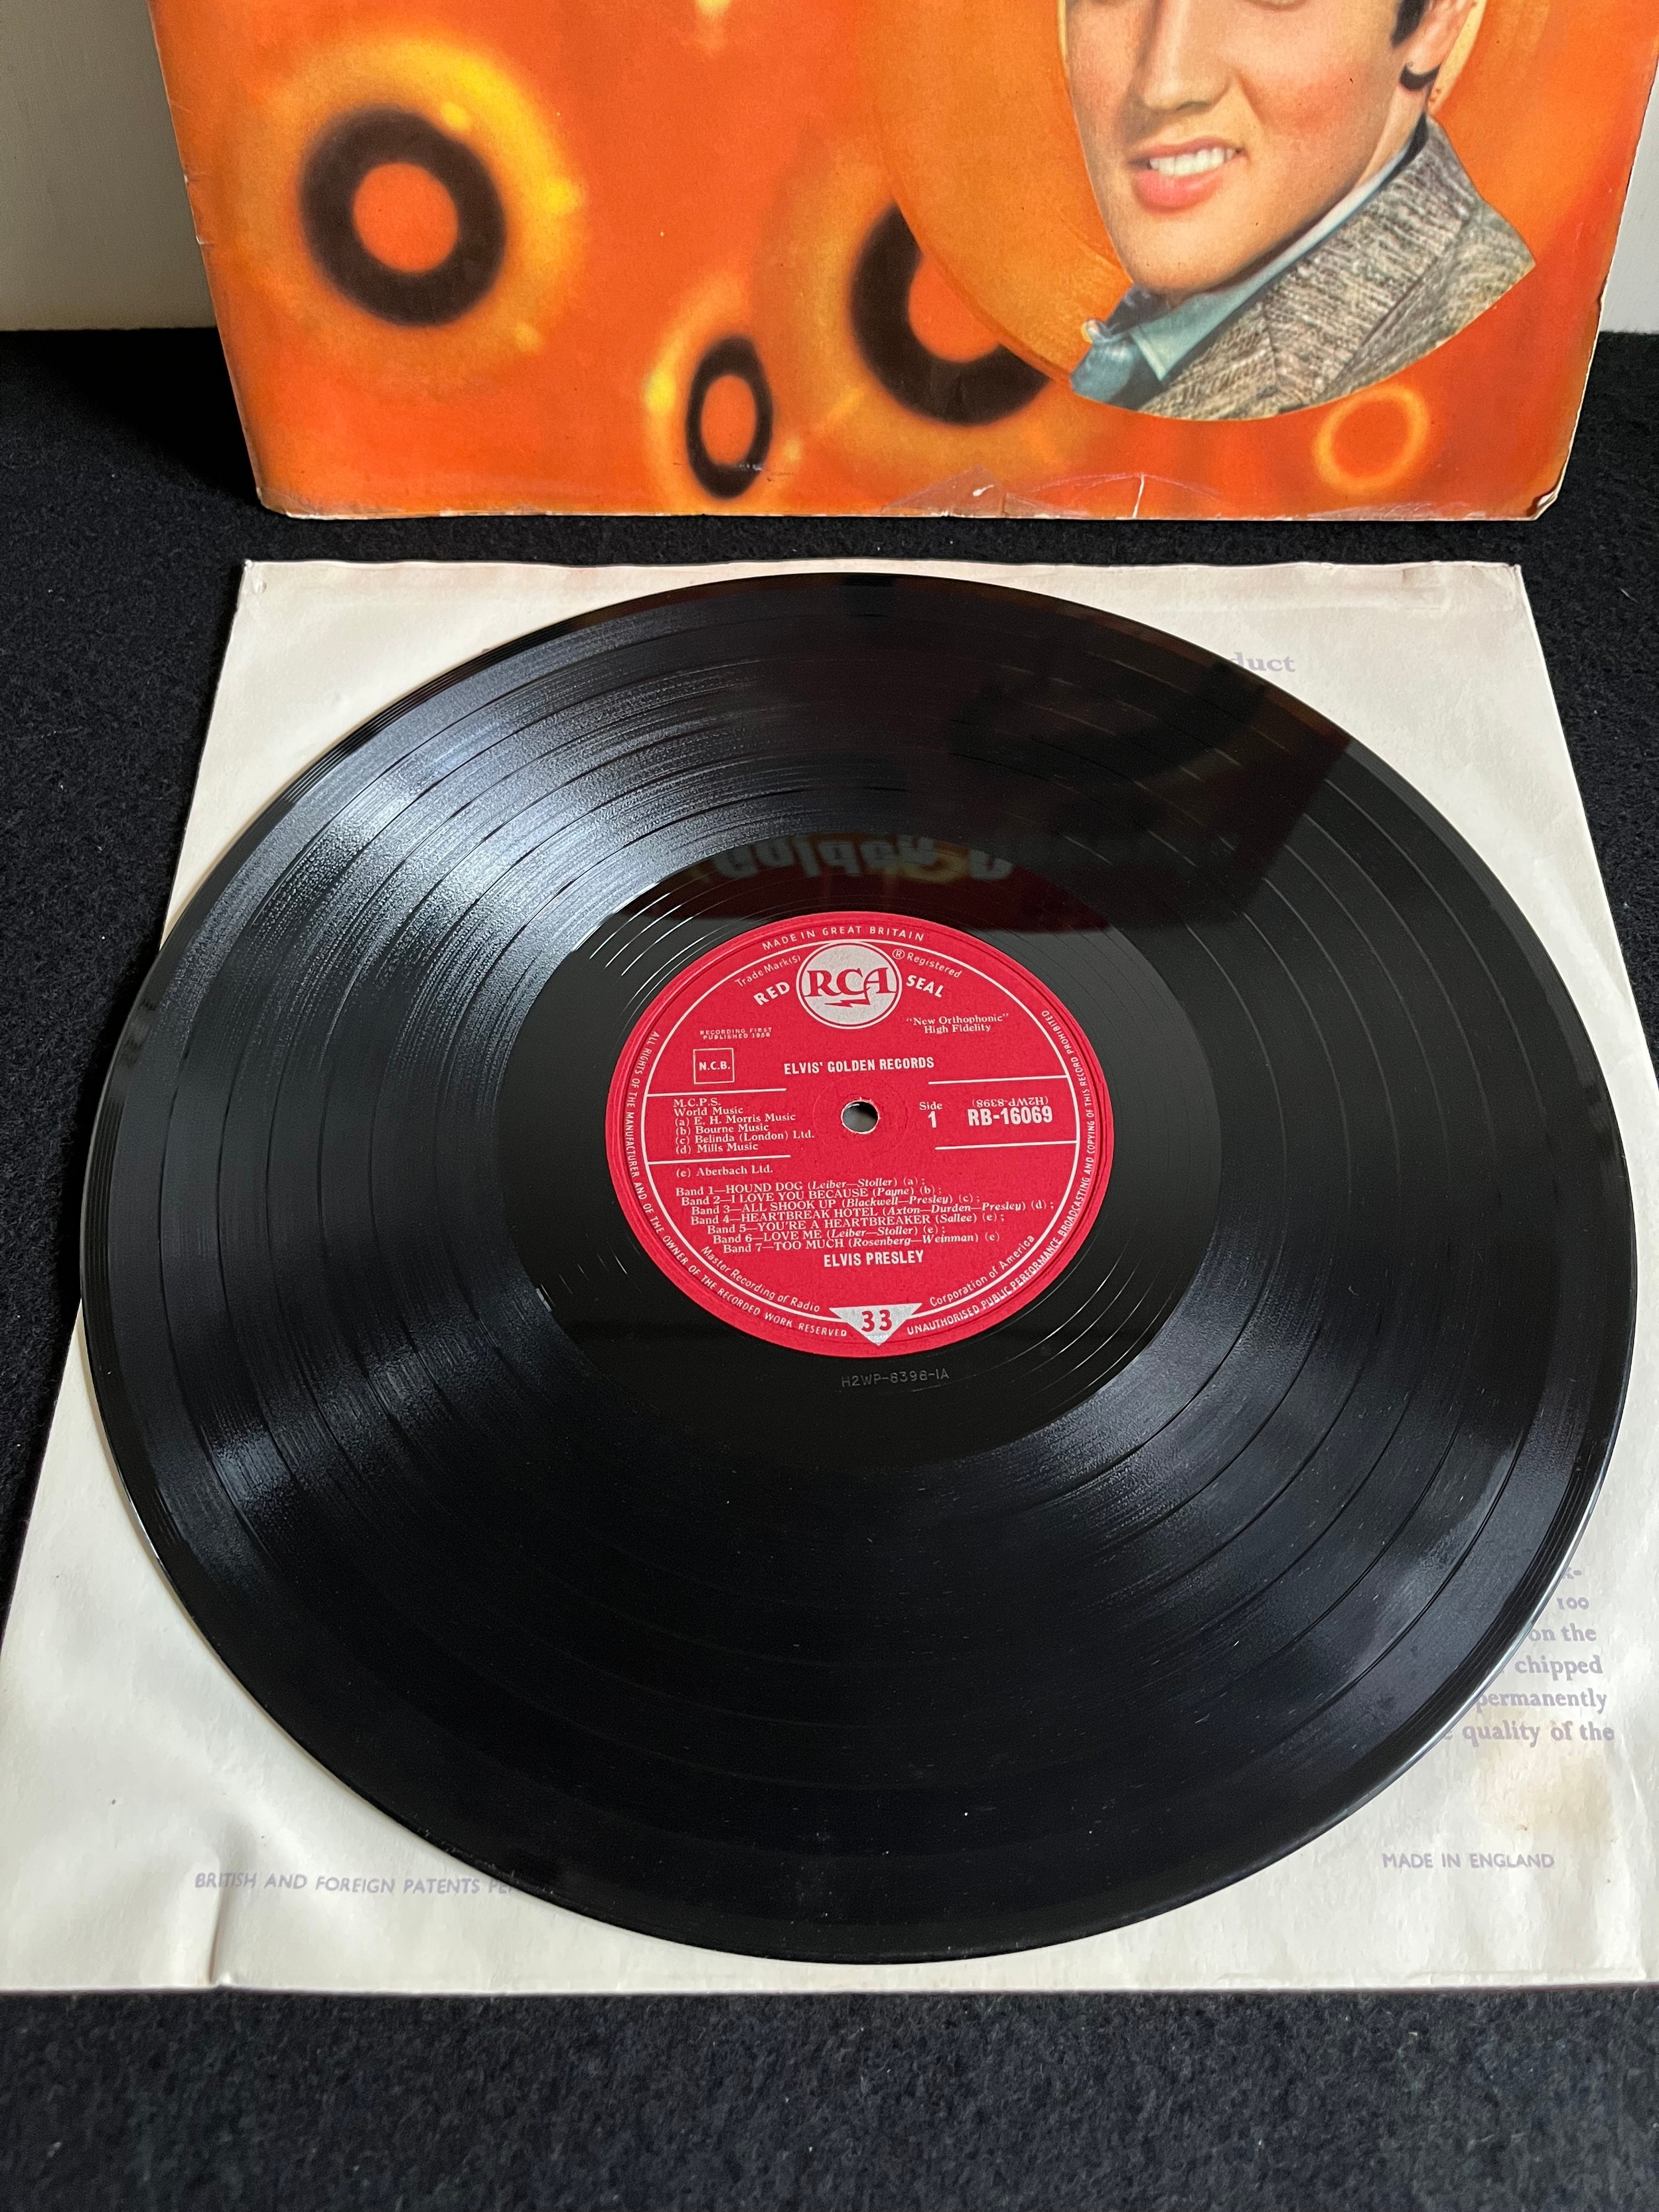 duct
Golden
MADE IN GREAT BRITAIN
Trade Mark(s) ® Registered
RED RCA SEAL
"New Orthophonic"
High Fidelity
RECORDING FIRST
PUBLISHED 1958
N.C.B.
ELVIS' GOLDEN RECORDS
M.C.P.S.
World Music
(a) E. H. Morris Music
(b) Bourne Music
(c) Belinda (London) Ltd.
(d) Mills Music
(e) Aberbach Ltd.
Side
1
(H2WP-8398)
RB-16069
Band 1—HOUND DOG (Leiber—Stoller) (a) ;
Band 2—I LOVE YOU BECAUSE (Payne) (b) ;
Band 3—ALL SHOOK UP (Blackwell—Presley) (c) ;
Band 4—HEARTBREAK HOTEL (Axton—Durden—Presley) (d) ;
Band 5—YOU'RE A HEARTBREAKER (Sallee) (e) ;
Band 6—LOVE ME (Leiber—Stoller) (e) ;
Band 7—TOO MUCH (Rosenberg—Weinman) (e)
ELVIS PRESLEY
Master Recording of Radio Corporation of America
33
ALL RIGHTS OF THE MANUFACTURER AND OF THE OWNER OF THE RECORDED WORK RESERVED
UNAUTHORISED PUBLIC PERFORMANCE BROADCASTING AND COPYING OF THIS RECORD PROHIBITED
H2WP-8398-1A
100
on the
chipped
permanently
quality of the
MADE IN ENGLAND
BRITISH AND FOREIGN PATENTS